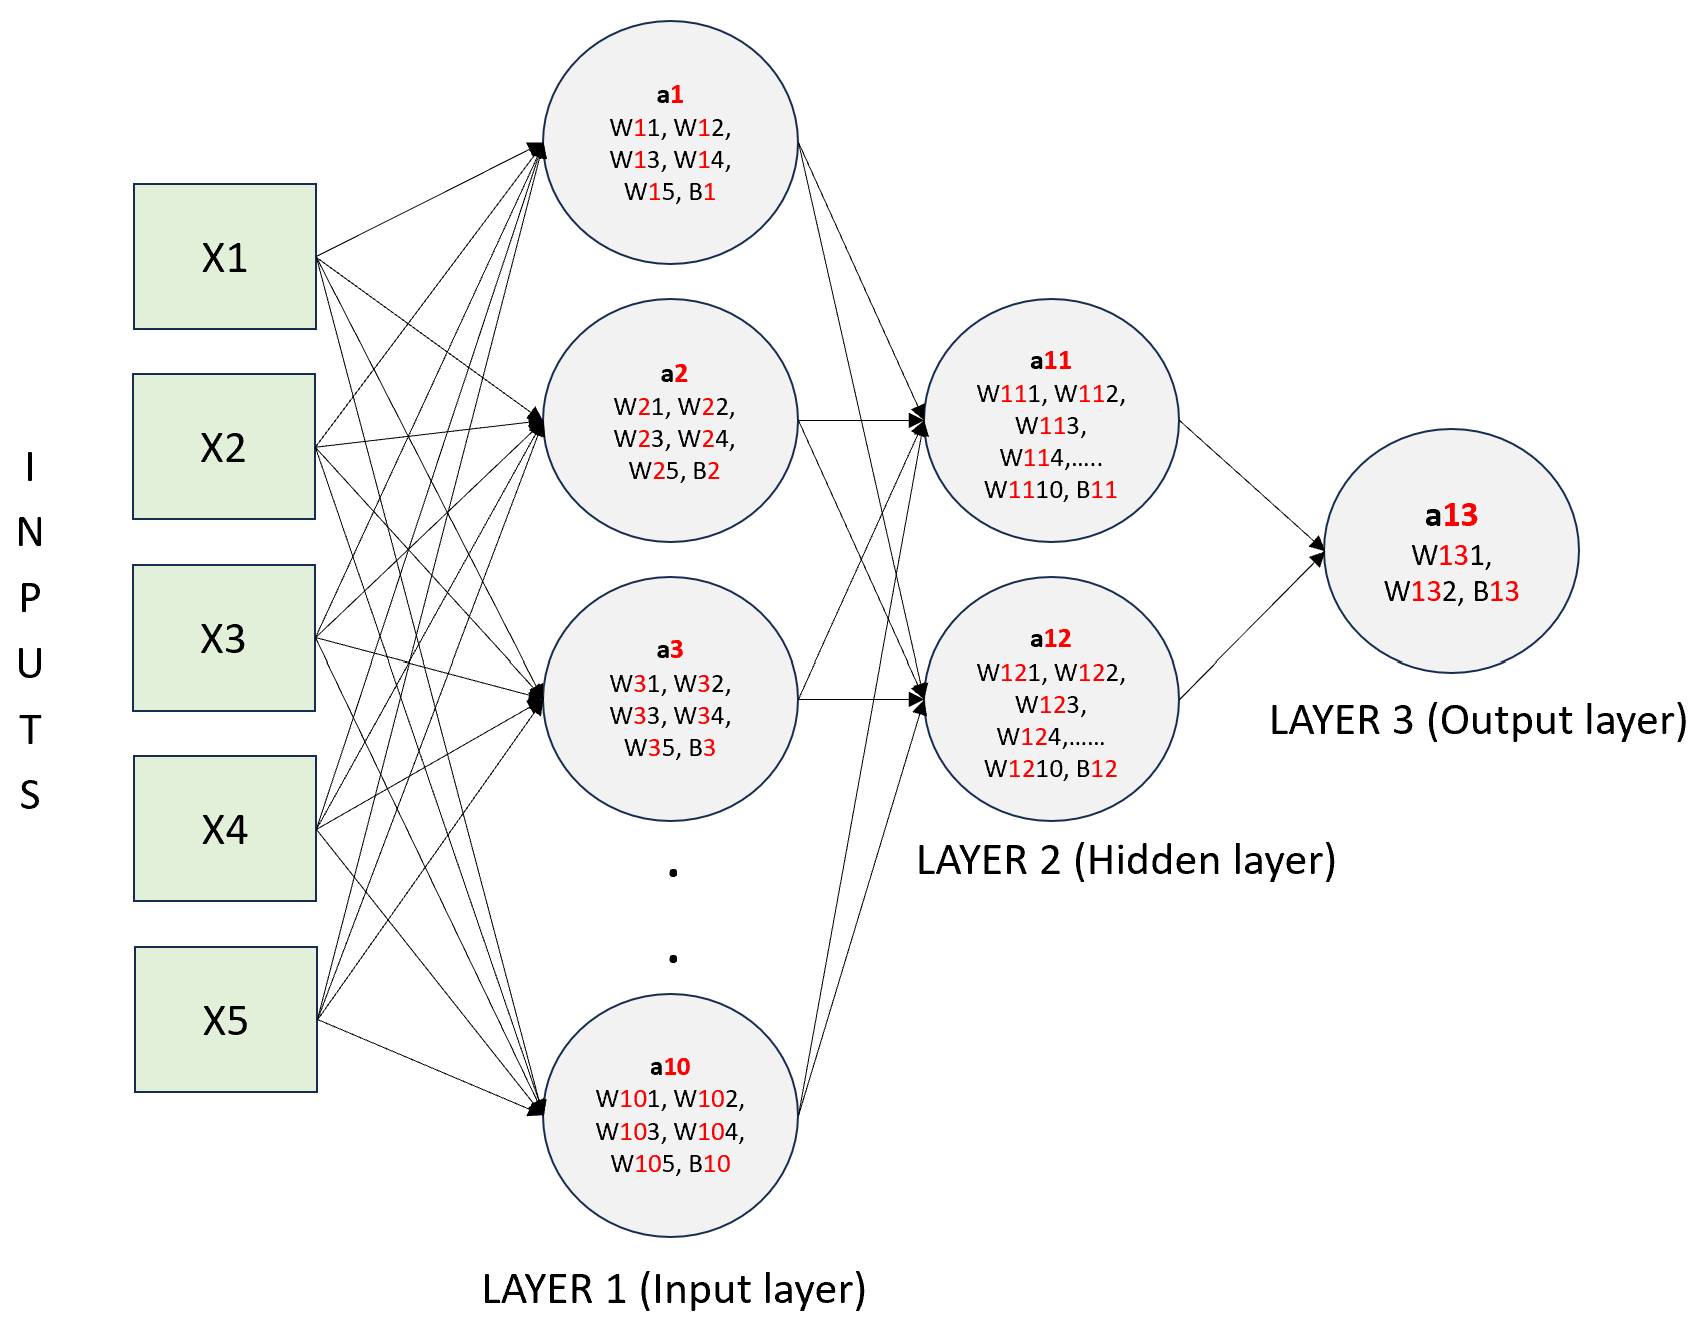 INPUTS
X1
X2
X3
X4
X5
a1
W11, W12,
W13, W14,
W15, B1
a2
W21, W22,
W23, W24,
W25, B2
a3
W31, W32,
W33, W34,
W35, B3
.
.
a10
W101, W102,
W103, W104,
W105, B10
LAYER 1 (Input layer)
a11
W111, W112,
W113,
W114,.....
W1110, B11
a12
W121, W122,
W123,
W124,......
W1210, B12
LAYER 2 (Hidden layer)
a13
W131,
W132, B13
LAYER 3 (Output layer)